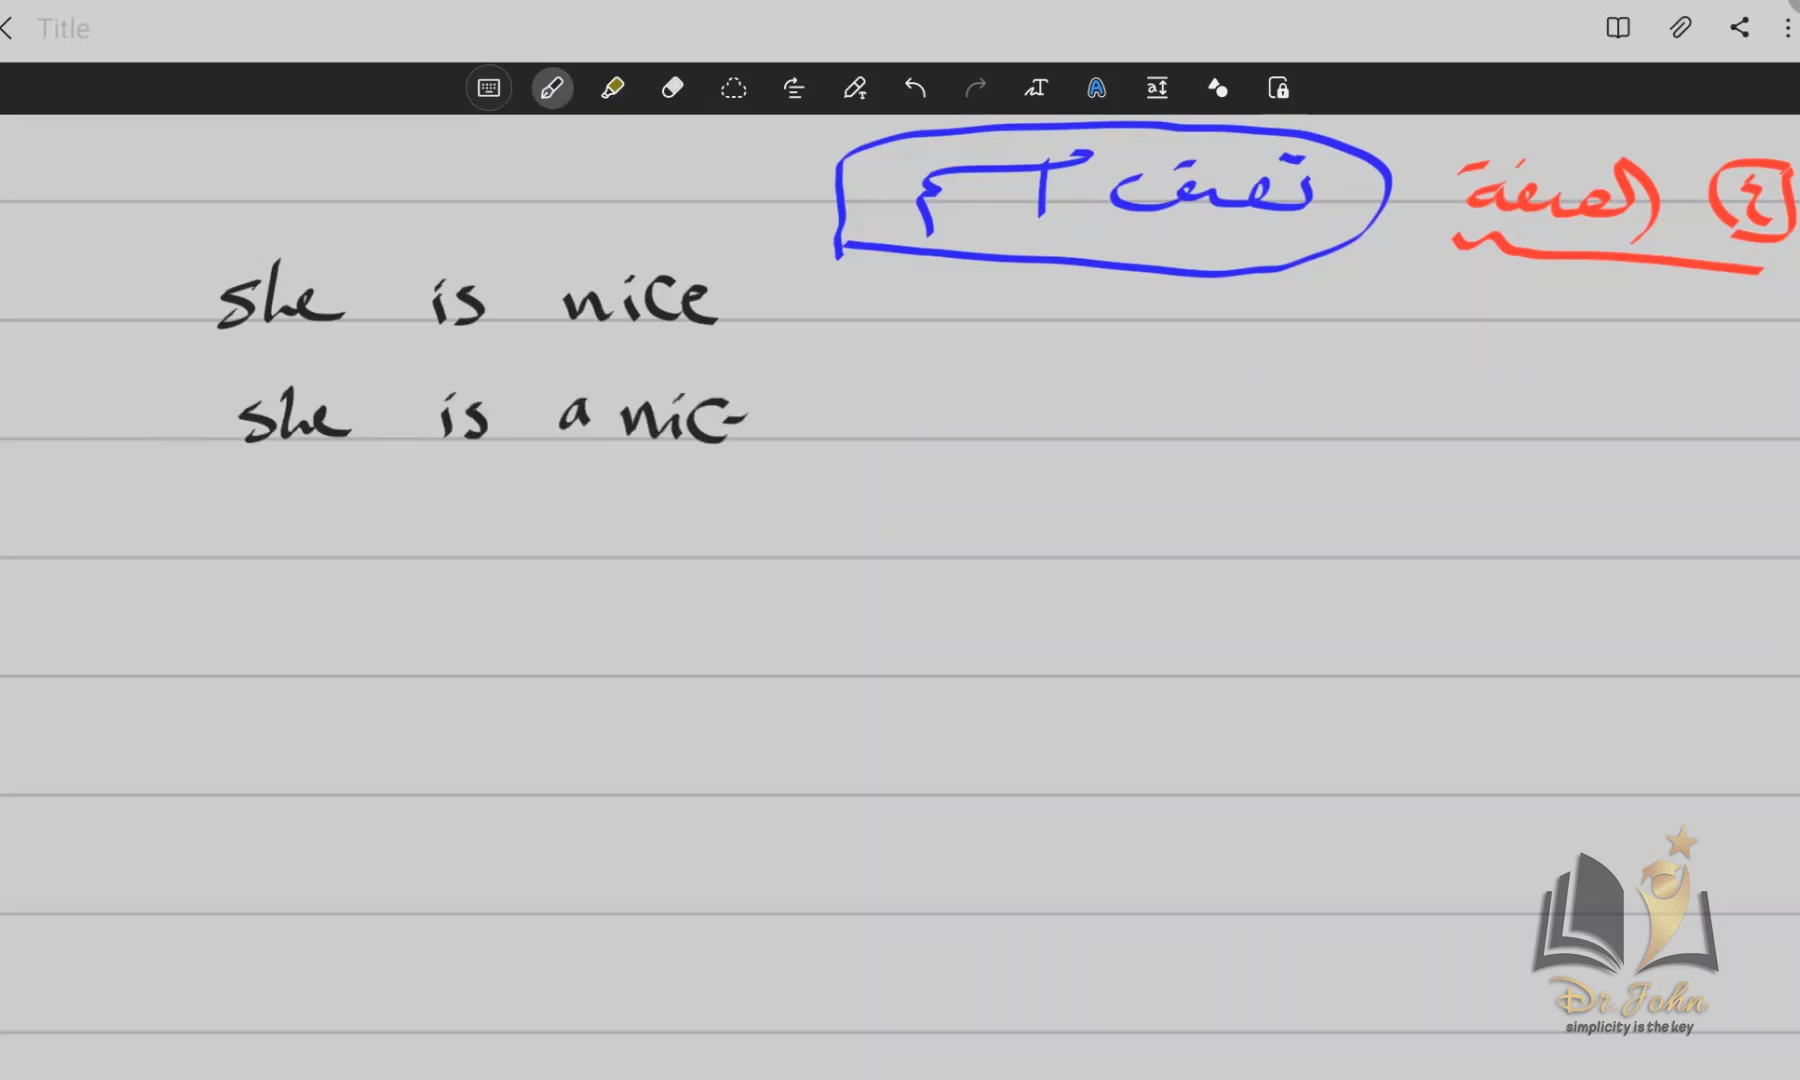 Title
٤ الصفة تصف اسم
she is nice
she is a nic
Dr. John
simplicity is the key